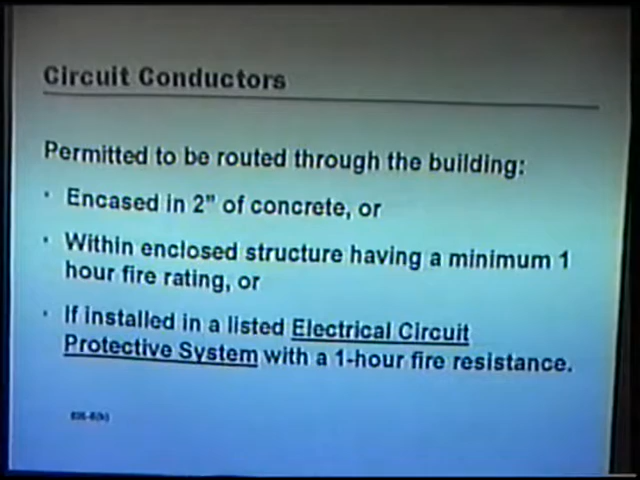 Circuit Conductors
Permitted to be routed through the building:
• Encased in 2" of concrete, or
• Within enclosed structure having a minimum 1
hour fire rating, or
• If installed in a listed Electrical Circuit
Protective System with a 1-hour fire resistance.